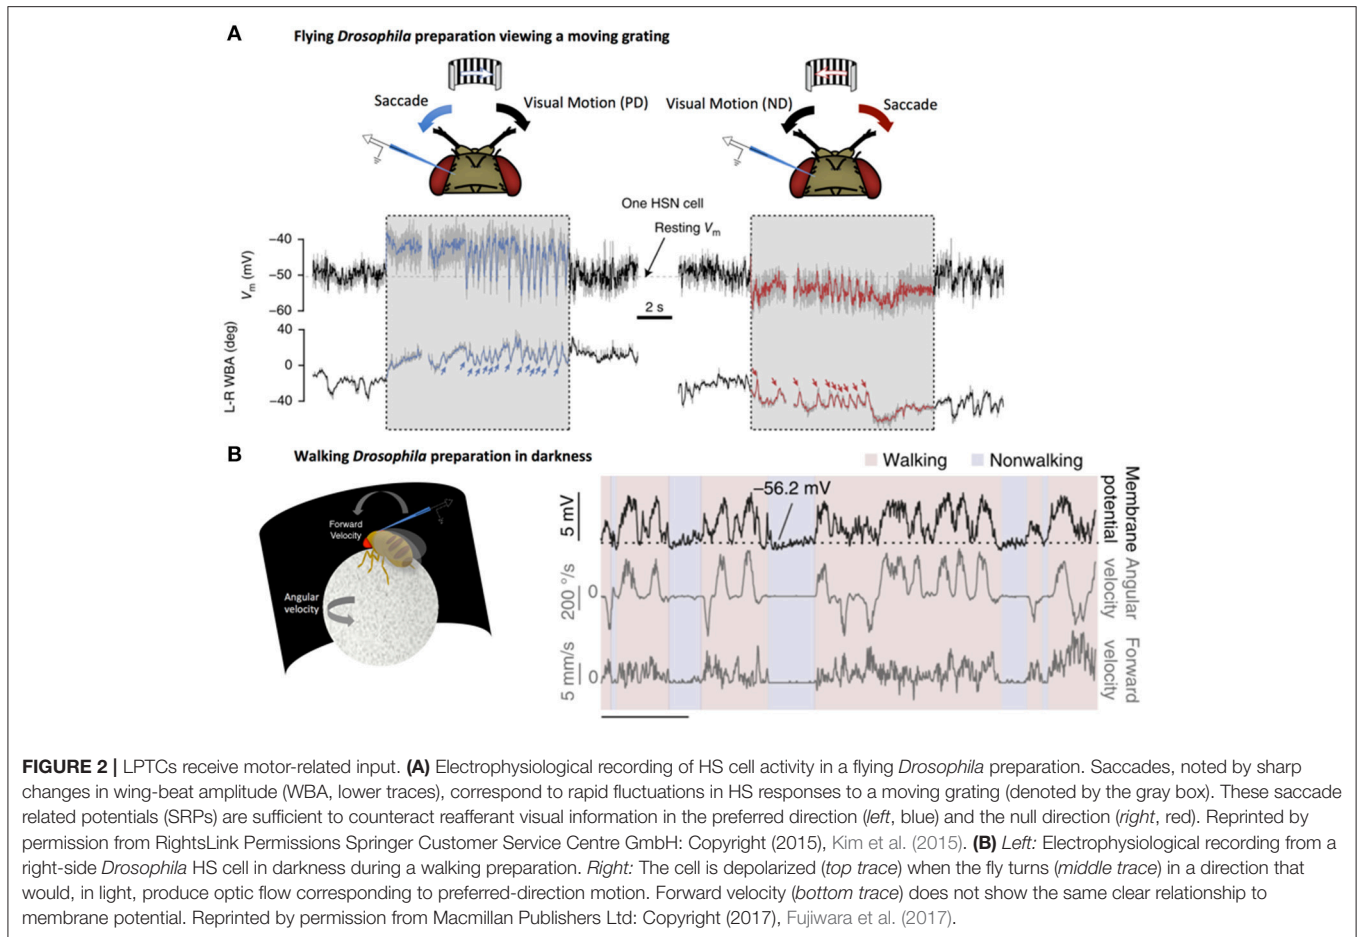 A
Flying Drosophila preparation viewing a moving grating
Saccade
Visual Motion (PD)
Visual Motion (ND)
Saccade
One HSN cell
Resting Vm
−40
−50
−60
Vm (mV)
2 s
40
0
−40
L-R WBA (deg)
B
Walking Drosophila preparation in darkness
Walking
Nonwalking
Forward
Velocity
Angular
velocity
−56.2 mV
5 mV
Membrane
potential
200 °/s
0
Angular
velocity
5 mm/s
0
Forward
velocity
FIGURE 2 | LPTCs receive motor-related input. (A) Electrophysiological recording of HS cell activity in a flying Drosophila preparation. Saccades, noted by sharp
changes in wing-beat amplitude (WBA, lower traces), correspond to rapid fluctuations in HS responses to a moving grating (denoted by the gray box). These saccade
related potentials (SRPs) are sufficient to counteract reafferent visual information in the preferred direction (left, blue) and the null direction (right, red). Reprinted by
permission from RightsLink Permissions Springer Customer Service Centre GmbH: Copyright (2015), Kim et al. (2015). (B) Left: Electrophysiological recording from a
right-side Drosophila HS cell in darkness during a walking preparation. Right: The cell is depolarized (top trace) when the fly turns (middle trace) in a direction that
would, in light, produce optic flow corresponding to preferred-direction motion. Forward velocity (bottom trace) does not show the same clear relationship to
membrane potential. Reprinted by permission from Macmillan Publishers Ltd: Copyright (2017), Fujiwara et al. (2017).